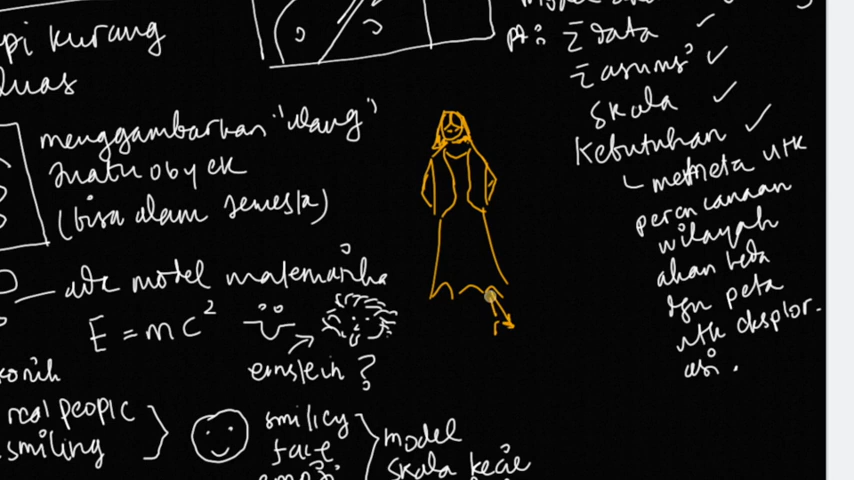 pi kurang
luas
menggambarkan "ulang"
suatu obyek
(bisa alam semesta)
ada model matematika
E = mc²
einstein ?
real people
smiling
smiley
face
emoji
model
skala kecil
pt :
data
asumsi
skala
kebutuhan
memeta utk
perencanaan
wilayah
akan beda
dgn peta
utk eksplor-
asi.